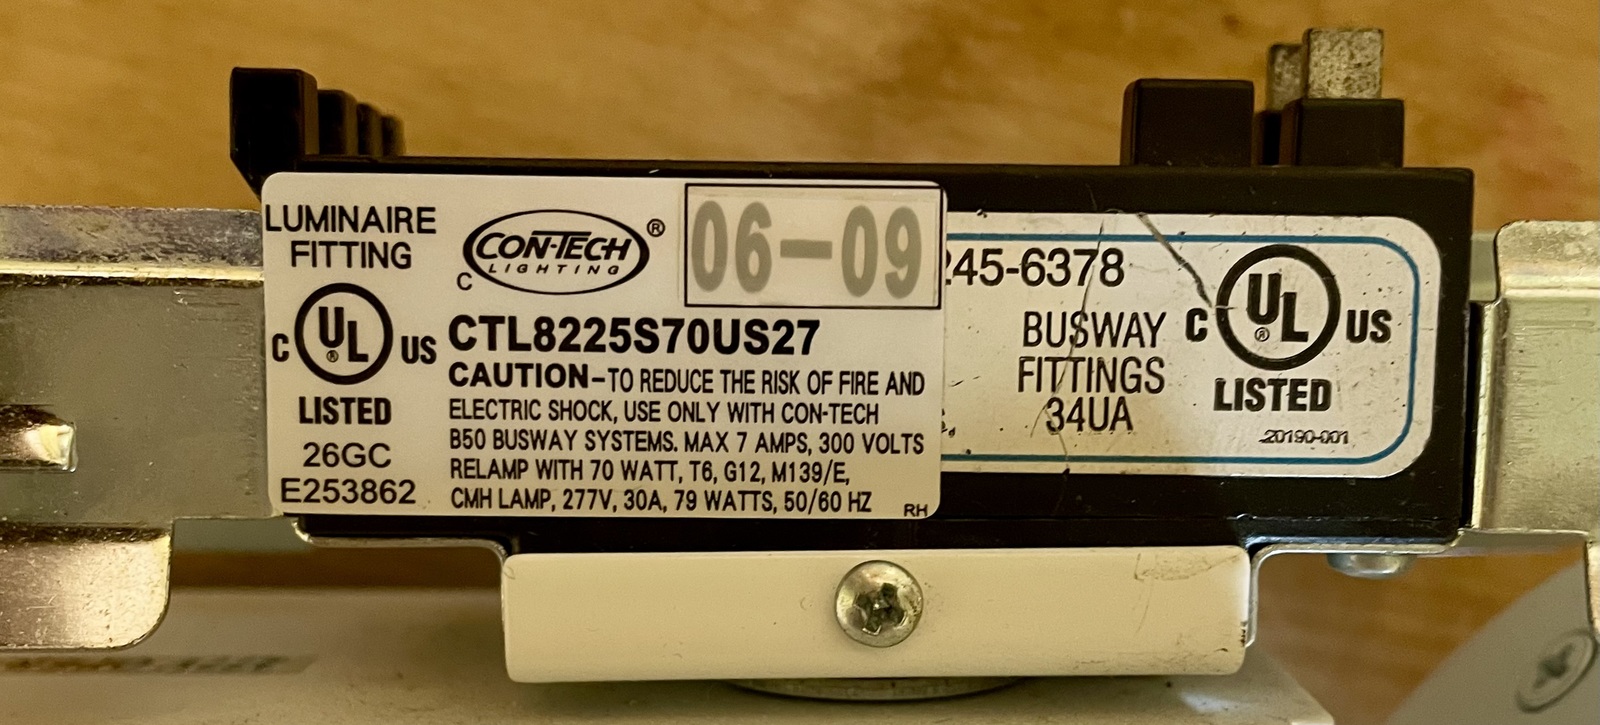 LUMINAIRE
FITTING
C UL ® US
LISTED
26GC
E253862
CON-TECH ®
LIGHTING
C
06-09
CTL8225S70US27
CAUTION-TO REDUCE THE RISK OF FIRE AND
ELECTRIC SHOCK, USE ONLY WITH CON-TECH
B50 BUSWAY SYSTEMS. MAX 7 AMPS, 300 VOLTS
RELAMP WITH 70 WATT, T6, G12, M139/E,
CMH LAMP, 277V, 30A, 79 WATTS, 50/60 HZ
RH
45-6378
BUSWAY
FITTINGS
34UA
C UL ® US
LISTED
20190-001